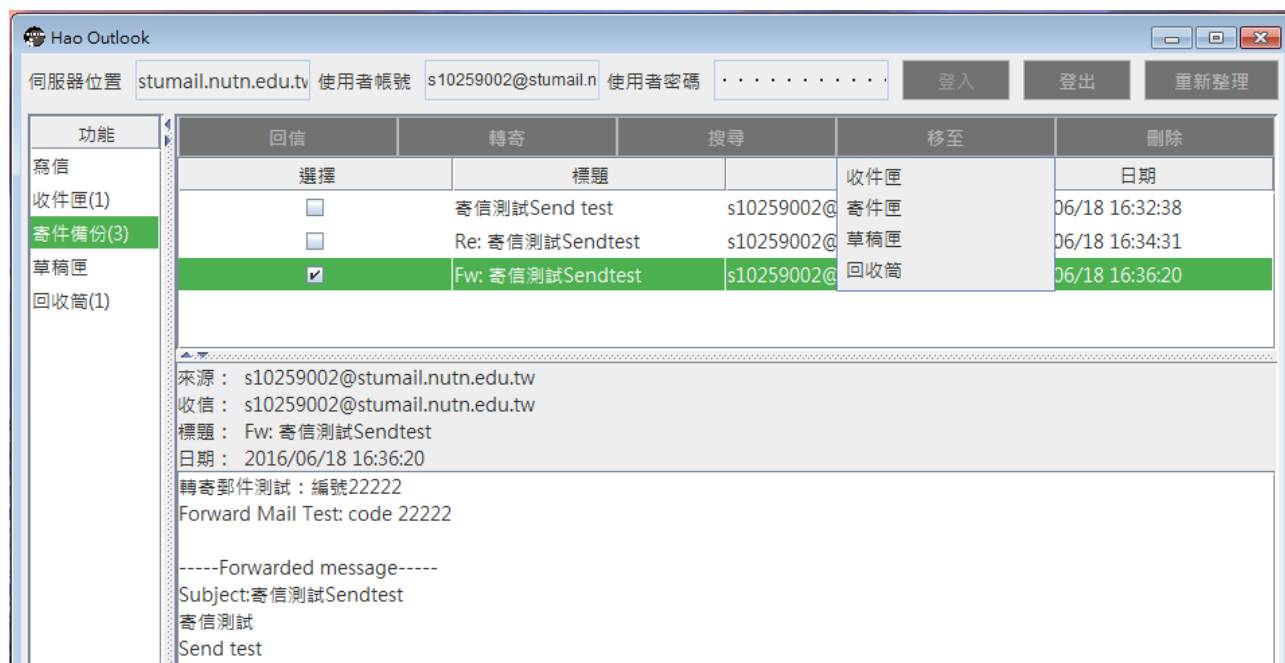 Hao Outlook
伺服器位置 stumail.nutn.edu.tw 使用者帳號 s10259002@stumail.n 使用者密碼 登入 登出 重新整理
功能 回信 轉寄 搜尋 移至 刪除
選擇 標題 日期
寫信
收件匣(1)
寄件備份(3)
草稿匣
回收筒(1)
收件匣
寄件匣
草稿匣
回收筒
寄信測試Send test s10259002@ 06/18 16:32:38
Re: 寄信測試Sendtest s10259002@ 06/18 16:34:31
Fw: 寄信測試Sendtest s10259002@ 06/18 16:36:20
來源： s10259002@stumail.nutn.edu.tw
收信： s10259002@stumail.nutn.edu.tw
標題： Fw: 寄信測試Sendtest
日期： 2016/06/18 16:36:20
轉寄郵件測試：編號22222
Forward Mail Test: code 22222
-----Forwarded message-----
Subject:寄信測試Sendtest
寄信測試
Send test